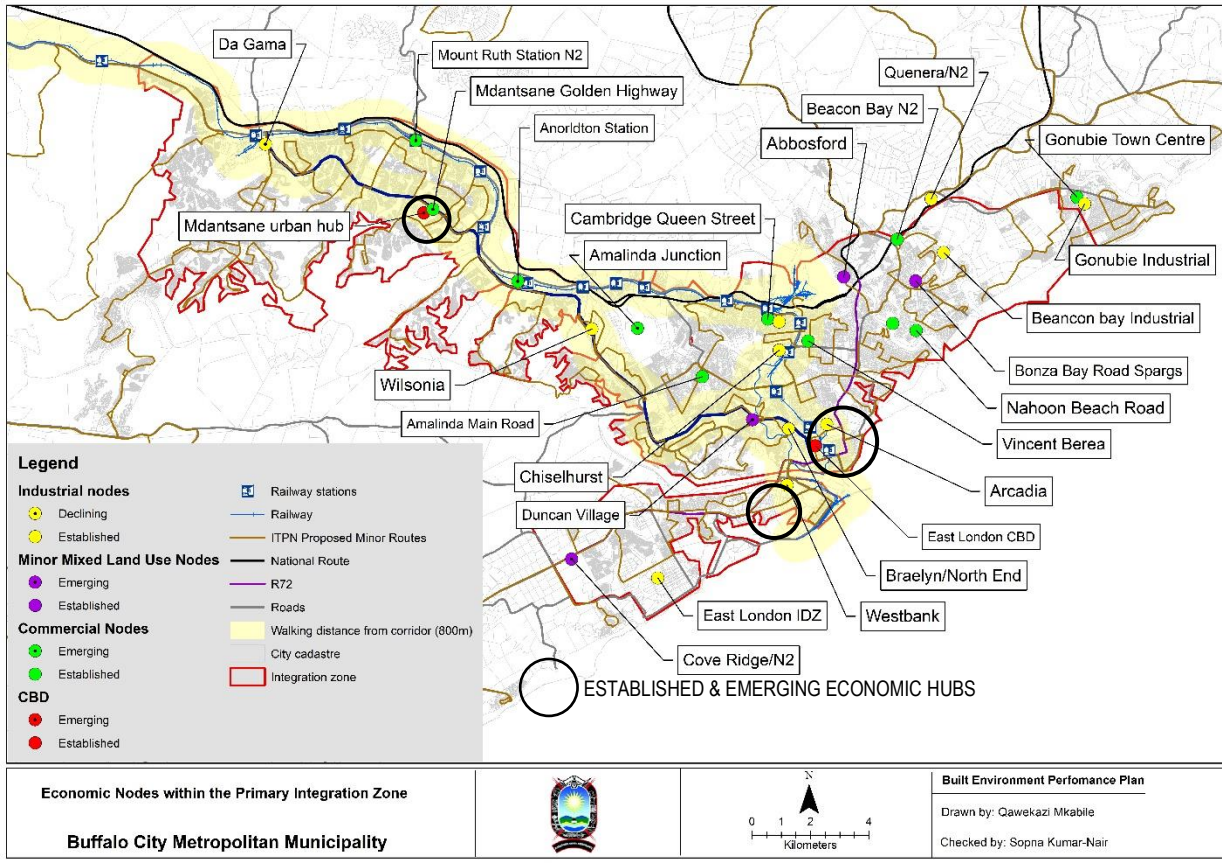 Da Gama
Mount Ruth Station N2
Mdantsane Golden Highway
Anorldton Station
Quenera/N2
Beacon Bay N2
Abbosford
Gonubie Town Centre
Mdantsane urban hub
Cambridge Queen Street
Amalinda Junction
Gonubie Industrial
Beancon bay Industrial
Wilsonia
Bonza Bay Road Spargs
Amalinda Main Road
Nahoon Beach Road
Vincent Berea
Chiselhurst
Arcadia
Duncan Village
East London CBD
Braelyn/North End
East London IDZ
Westbank
Cove Ridge/N2
ESTABLISHED & EMERGING ECONOMIC HUBS
Legend
Industrial nodes
Declining
Established
Minor Mixed Land Use Nodes
Emerging
Established
Commercial Nodes
Emerging
Established
CBD
Emerging
Established
Railway stations
Railway
ITPN Proposed Minor Routes
National Route
R72
Roads
Walking distance from corridor (800m)
City cadastre
Integration zone
Economic Nodes within the Primary Integration Zone
Buffalo City Metropolitan Municipality
N
2 1 0 2 4
Kilometers
Built Environment Perfomance Plan
Drawn by: Qawekazi Mkabile
Checked by: Sopna Kumar-Nair